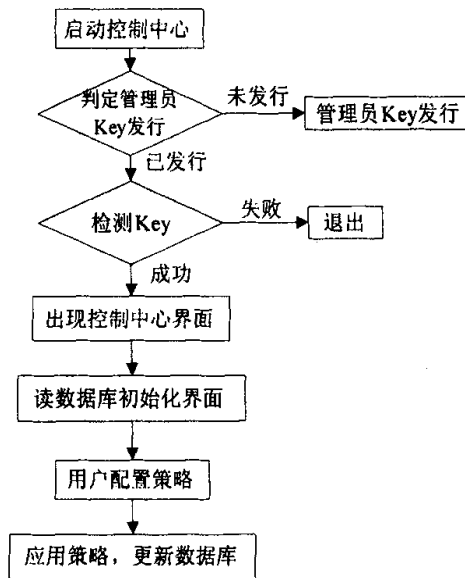 启动控制中心
判定管理员
Key发行
未发行
管理员Key发行
已发行
检测Key
失败
退出
成功
出现控制中心界面
读数据库初始化界面
用户配置策略
应用策略，更新数据库